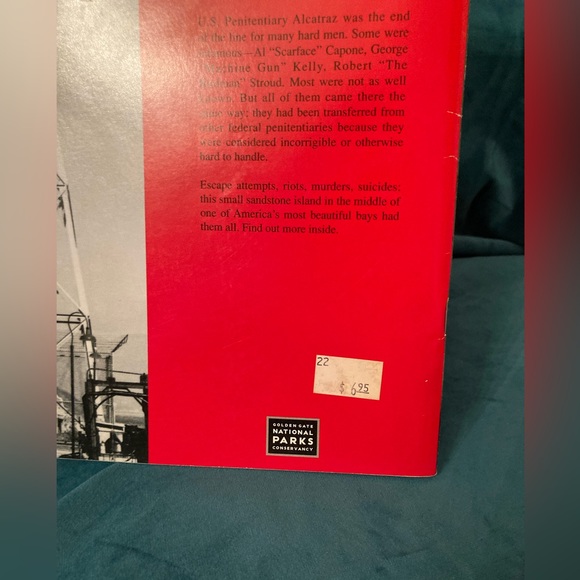 U.S. Penitentiary Alcatraz was the end
of the line for many hard men. Some were
famous—Al "Scarface" Capone, George
"Machine Gun" Kelly, Robert "The
Birdman" Stroud. Most were not as well
known. But all of them came there the
same way; they had been transferred from
other federal penitentiaries because they
were considered incorrigible or otherwise
hard to handle.
Escape attempts, riots, murders, suicides:
this small sandstone island in the middle of
one of America's most beautiful bays had
them all. Find out more inside.
22
$ 6.95
GOLDEN GATE
NATIONAL
PARKS
CONSERVANCY